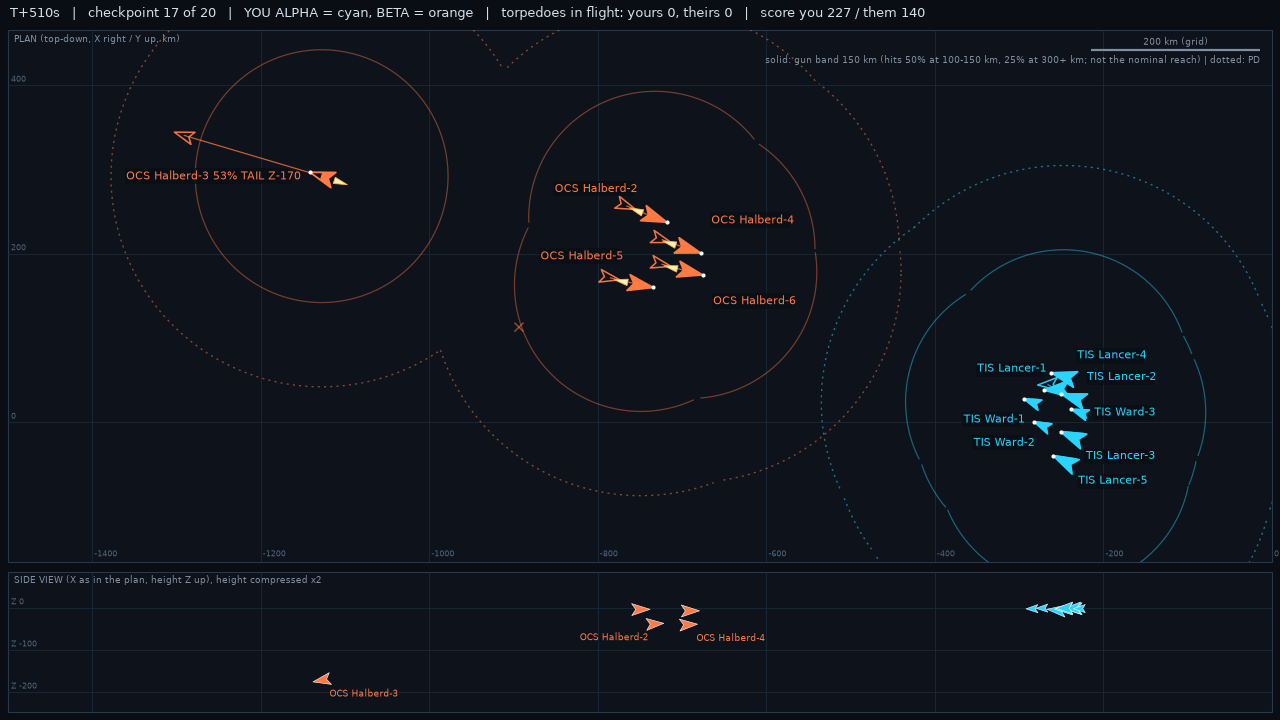 T+510s | checkpoint 17 of 20 | YOU ALPHA = cyan, BETA = orange | torpedoes in flight: yours 0, theirs 0 | score you 227 / them 140
PLAN (top-down, X right / Y up, km)
200 km (grid)
solid: gun band 150 km (hits 50% at 100-150 km, 25% at 300+ km; not the nominal reach) | dotted: PD
400
OCS Halberd-3 53% TAIL Z-170
OCS Halberd-2
OCS Halberd-4
200
OCS Halberd-5
OCS Halberd-6
TIS Lancer-4
TIS Lancer-1
TIS Lancer-2
TIS Ward-3
TIS Ward-1
0
TIS Ward-2
TIS Lancer-3
TIS Lancer-5
-1400
-1200
-1000
-800
-600
-400
-200
0
SIDE VIEW (X as in the plan, height Z up), height compressed x2
Z 0
OCS Halberd-2
OCS Halberd-4
Z -100
Z -200
OCS Halberd-3